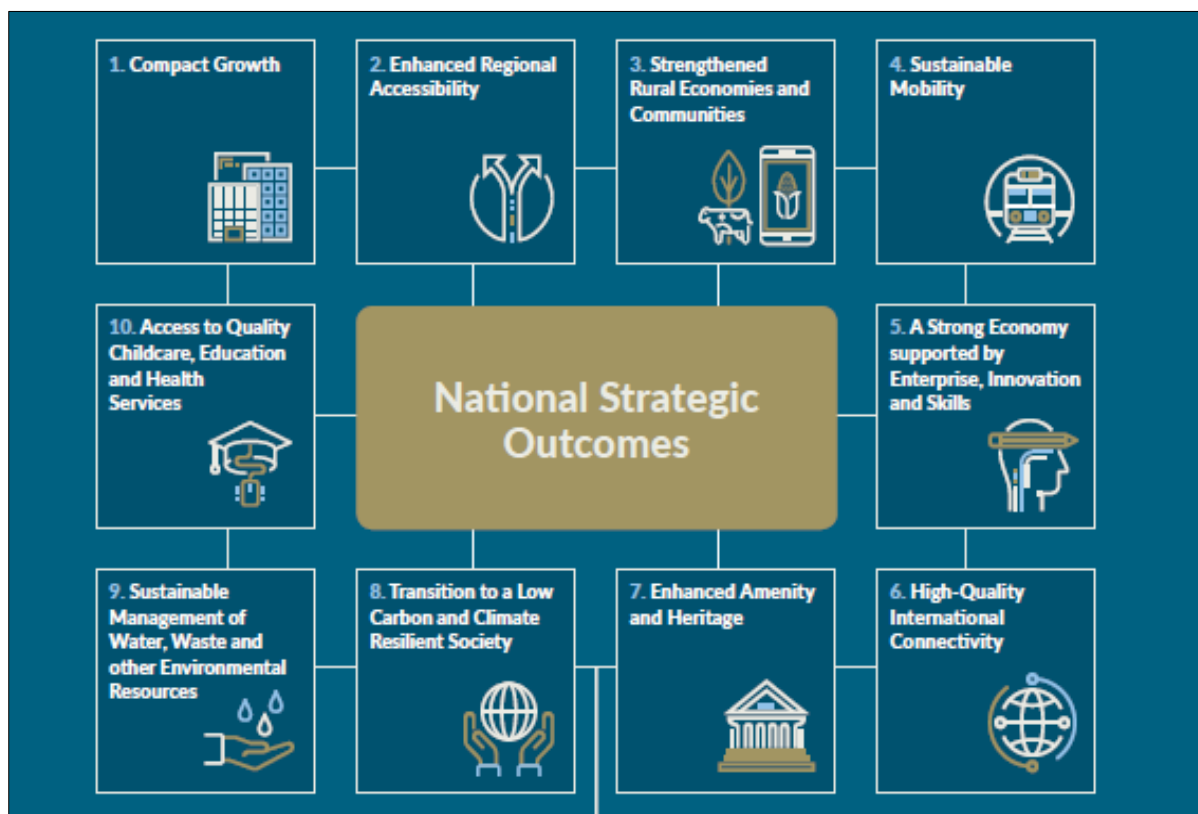 1. Compact Growth
2. Enhanced Regional
Accessibility
3. Strengthened
Rural Economies and
Communities
4. Sustainable
Mobility
10. Access to Quality
Childcare, Education
and Health
Services
National Strategic
Outcomes
5. A Strong Economy
supported by
Enterprise, Innovation
and Skills
9. Sustainable
Management of
Water, Waste and
other Environmental
Resources
8. Transition to a Low
Carbon and Climate
Resilient Society
7. Enhanced Amenity
and Heritage
6. High-Quality
International
Connectivity